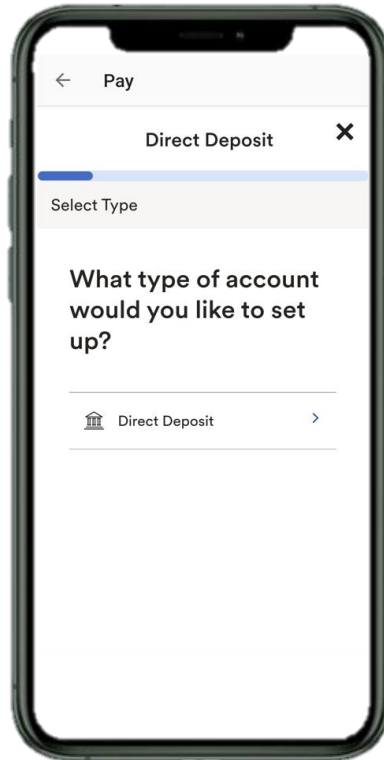 Pay
Direct Deposit
Select Type
What type of account
would you like to set
up?
Direct Deposit